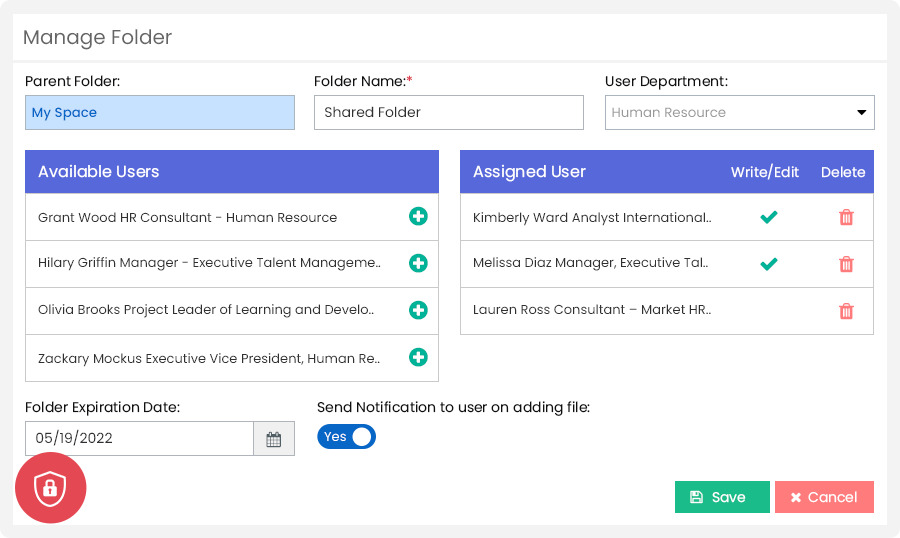 Manage Folder
Parent Folder: Folder Name:* User Department:
My Space Shared Folder Human Resource
Available Users
Grant Wood HR Consultant - Human Resource
Hilary Griffin Manager - Executive Talent Manageme..
Olivia Brooks Project Leader of Learning and Develo..
Zackary Mockus Executive Vice President, Human Re..
Assigned User Write/Edit Delete
Kimberly Ward Analyst International..
Melissa Diaz Manager, Executive Tal..
Lauren Ross Consultant – Market HR..
Folder Expiration Date: Send Notification to user on adding file:
05/19/2022 Yes
Save Cancel